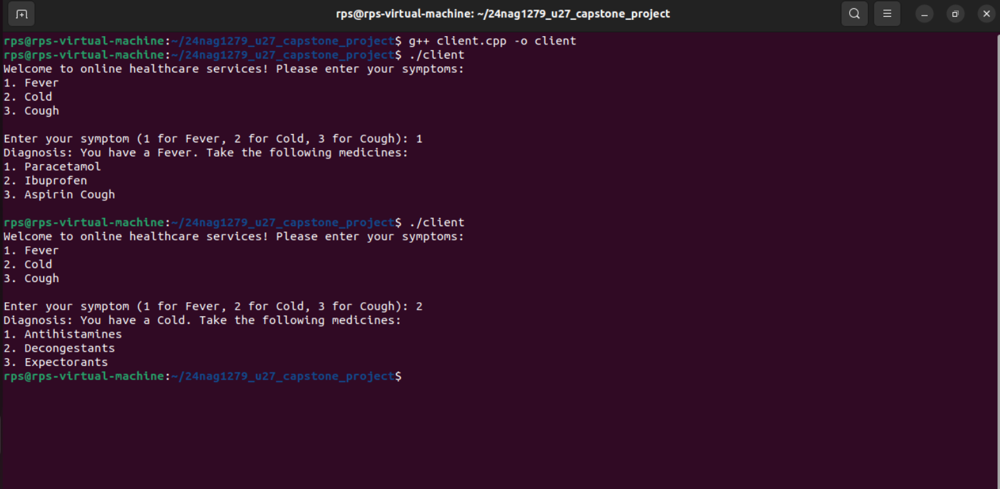 rps@rps-virtual-machine: ~/24nag1279_u27_capstone_project
rps@rps-virtual-machine:~/24nag1279_u27_capstone_project$ g++ client.cpp -o client
rps@rps-virtual-machine:~/24nag1279_u27_capstone_project$ ./client
Welcome to online healthcare services! Please enter your symptoms:
1. Fever
2. Cold
3. Cough
Enter your symptom (1 for Fever, 2 for Cold, 3 for Cough): 1
Diagnosis: You have a Fever. Take the following medicines:
1. Paracetamol
2. Ibuprofen
3. Aspirin Cough
rps@rps-virtual-machine:~/24nag1279_u27_capstone_project$ ./client
Welcome to online healthcare services! Please enter your symptoms:
1. Fever
2. Cold
3. Cough
Enter your symptom (1 for Fever, 2 for Cold, 3 for Cough): 2
Diagnosis: You have a Cold. Take the following medicines:
1. Antihistamines
2. Decongestants
3. Expectorants
rps@rps-virtual-machine:~/24nag1279_u27_capstone_project$